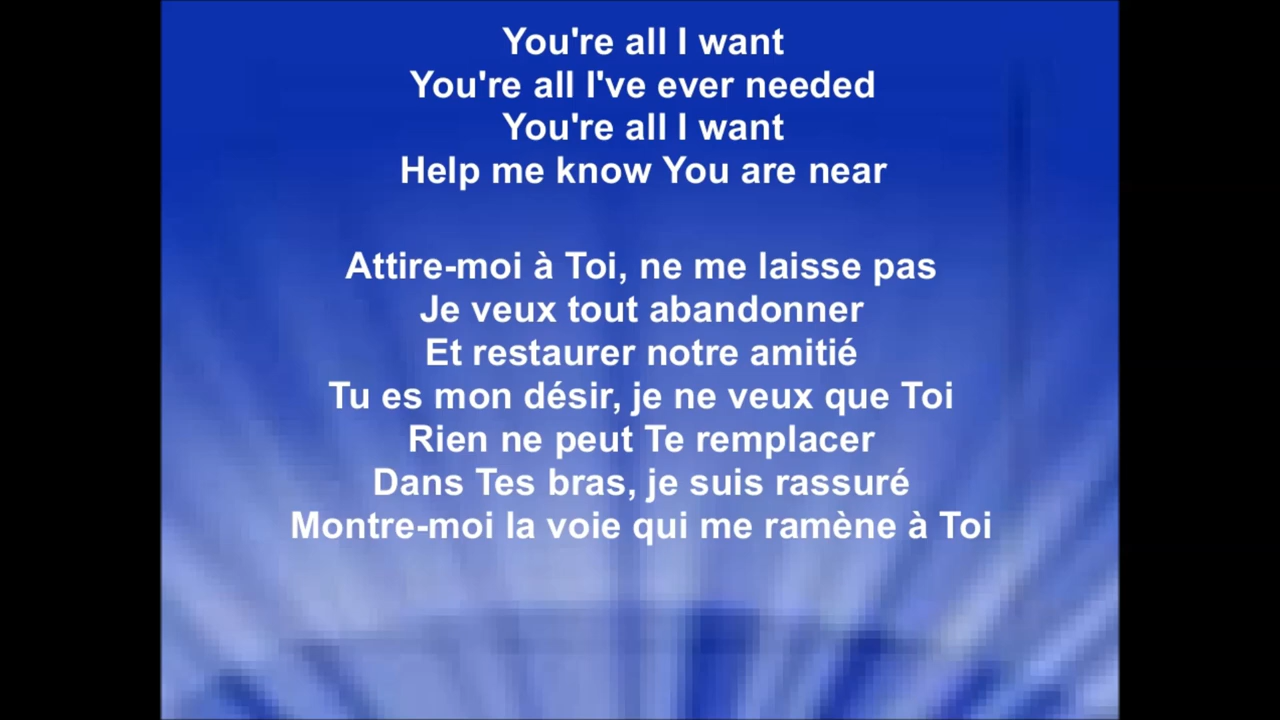 You're all I want
You're all I've ever needed
You're all I want
Help me know You are near
Attire-moi à Toi, ne me laisse pas
Je veux tout abandonner
Et restaurer notre amitié
Tu es mon désir, je ne veux que Toi
Rien ne peut Te remplacer
Dans Tes bras, je suis rassuré
Montre-moi la voie qui me ramène à Toi